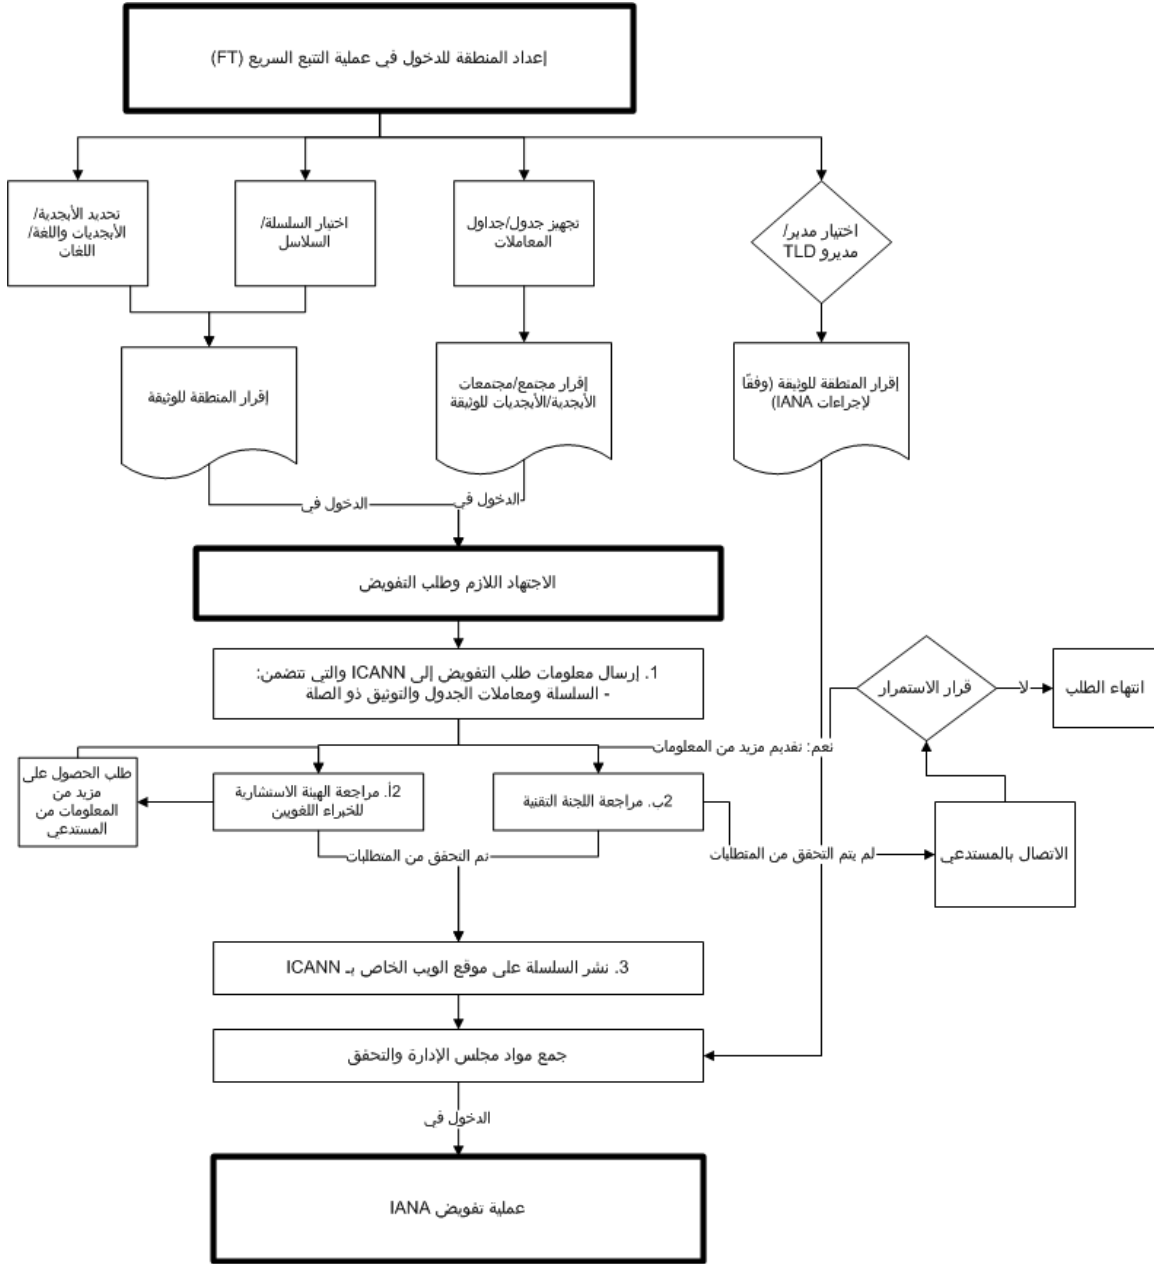 إعداد المنطقة للدخول في عملية التتبع السريع (FT)
تحديد الأبجدية/
الأبجديات واللغة/
اللغات
اختيار السلسلة/
السلاسل
تجهيز جدول/جداول
المعاملات
اختيار مدير/
مديرو TLD
إقرار المنطقة للوثيقة
إقرار مجتمع/مجتمعات
الأبجدية/الأبجديات للوثيقة
إقرار المنطقة للوثيقة (وفقًا
لإجراءات IANA)
الدخول في
الدخول في
الاجتهاد اللازم وطلب التفويض
1. إرسال معلومات طلب التفويض إلى ICANN والتي تتضمن:
- السلسلة ومعاملات الجدول والتوثيق ذو الصلة
قرار الاستمرار
لا
انتهاء الطلب
نعم: تقديم مزيد من المعلومات
طلب الحصول على
مزيد من
المعلومات من
المستدعي
2أ. مراجعة الهيئة الاستشارية
للخبراء اللغويين
2ب. مراجعة اللجنة التقنية
تم التحقق من المتطلبات
لم يتم التحقق من المتطلبات
الاتصال بالمستدعي
3. نشر السلسلة على موقع الويب الخاص بـ ICANN
جمع مواد مجلس الإدارة والتحقق
الدخول في
عملية تفويض IANA